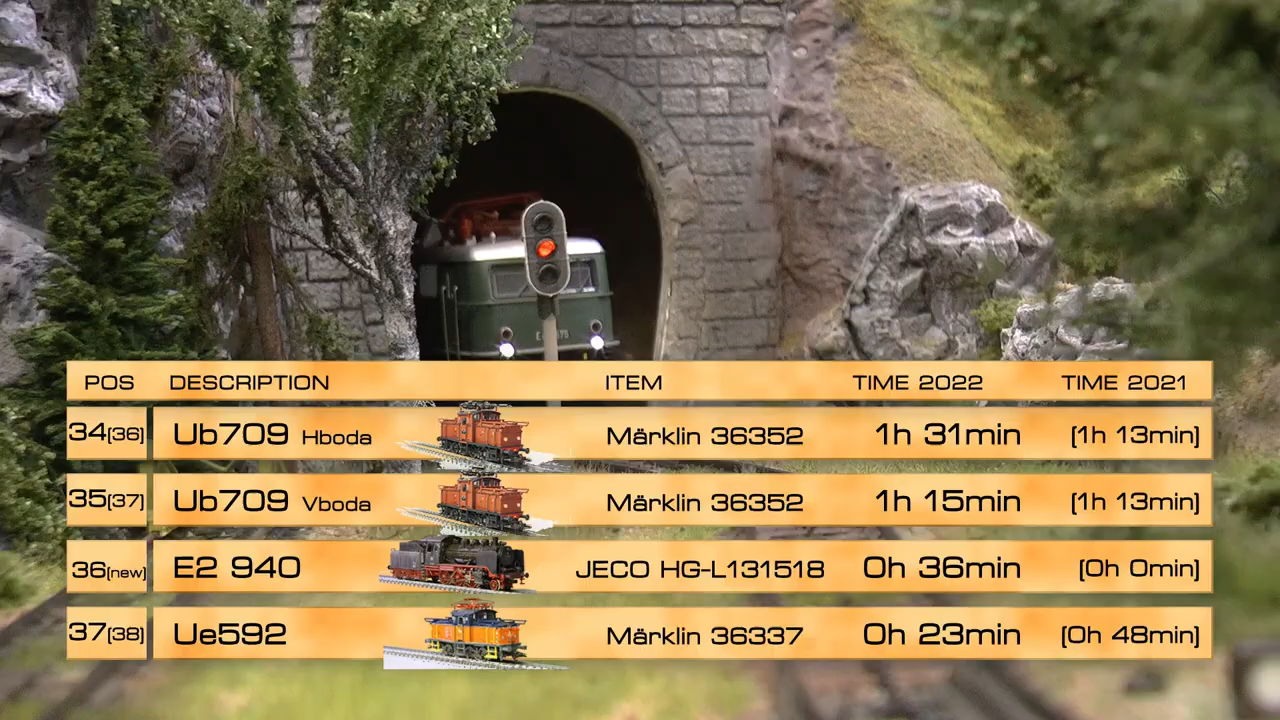 POS DESCRIPTION ITEM TIME 2022 TIME 2021
34(36) Ub709 Hboda Märklin 36352 1h 31min (1h 13min)
35(37) Ub709 Vboda Märklin 36352 1h 15min (1h 13min)
36(new) E2 940 JECO HG-L131518 0h 36min (0h 0min)
37(38) Ue592 Märklin 36337 0h 23min (0h 48min)